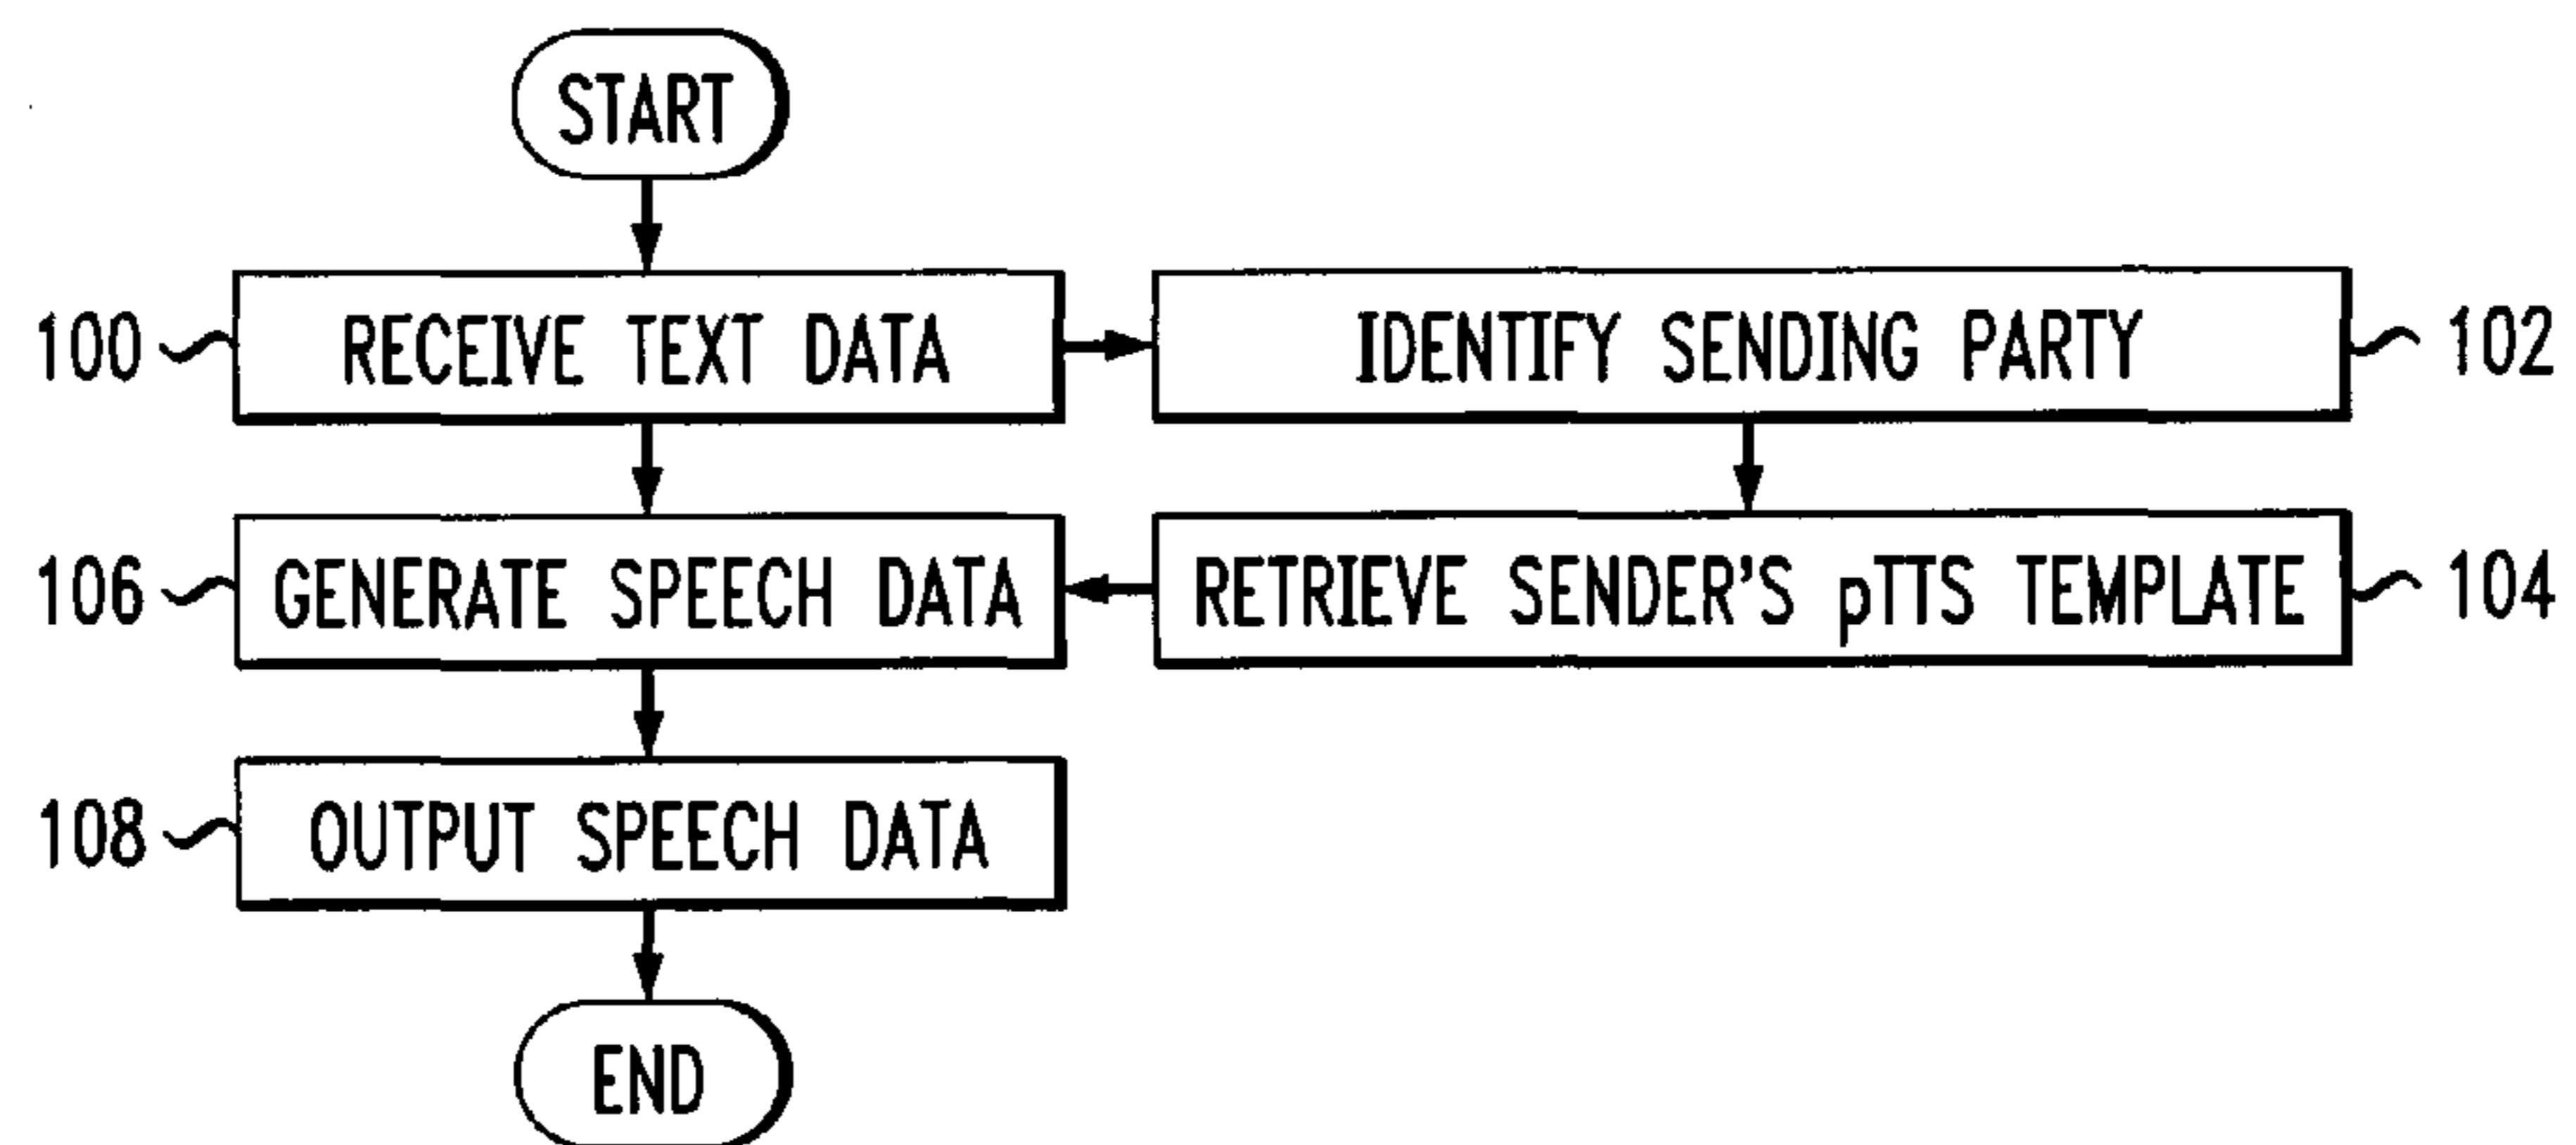 START
100 RECEIVE TEXT DATA IDENTIFY SENDING PARTY 102
106 GENERATE SPEECH DATA RETRIEVE SENDER'S pTTS TEMPLATE 104
108 OUTPUT SPEECH DATA
END